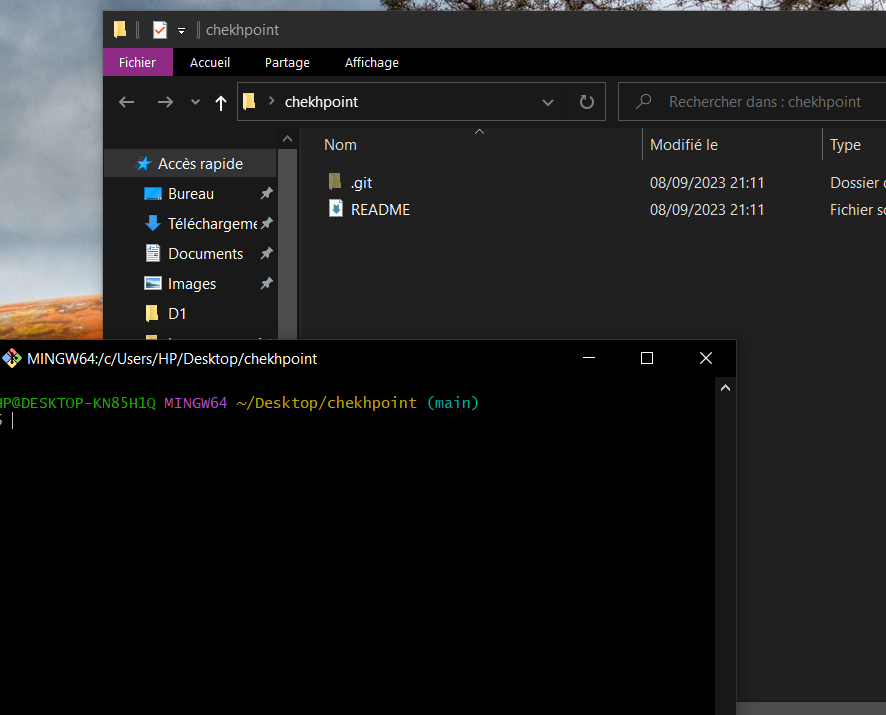 chekhpoint
Fichier Accueil Partage Affichage
chekhpoint Rechercher dans : chekhpoint
Nom Modifié le Type
Accès rapide
.git 08/09/2023 21:11 Dossier
Bureau
README 08/09/2023 21:11 Fichier
Téléchargeme
Documents
Images
D1
MINGW64:/c/Users/HP/Desktop/chekhpoint
HP@DESKTOP-KN85H1Q MINGW64 ~/Desktop/chekhpoint (main)
$